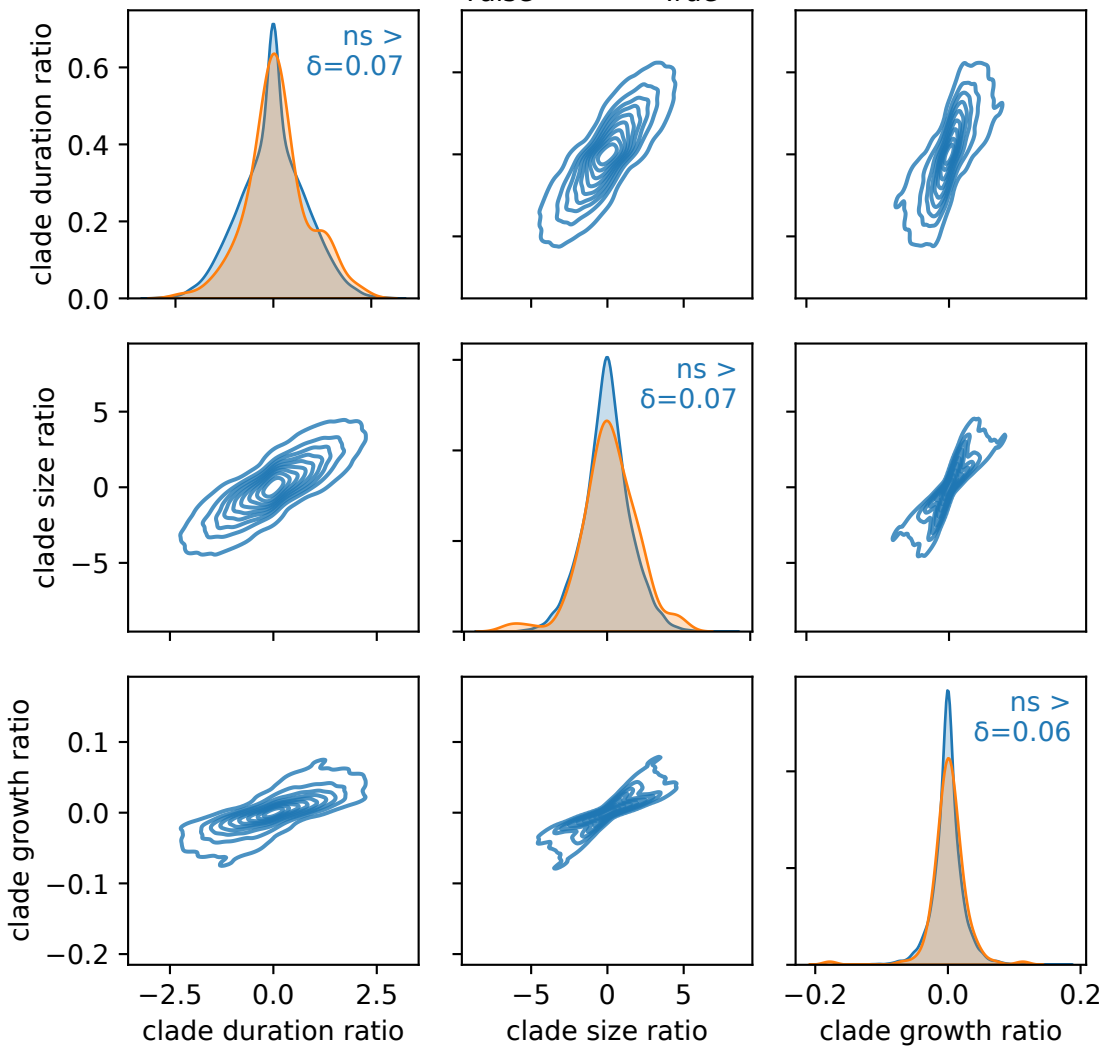 clade duration ratio
0.6
0.4
0.2
0.0
ns >
δ=0.07
clade size ratio
5
0
−5
ns >
δ=0.07
clade growth ratio
0.1
0.0
−0.1
−0.2
ns >
δ=0.06
−2.5 0.0 2.5
−5 0 5
−0.2 0.0 0.2
clade duration ratio
clade size ratio
clade growth ratio